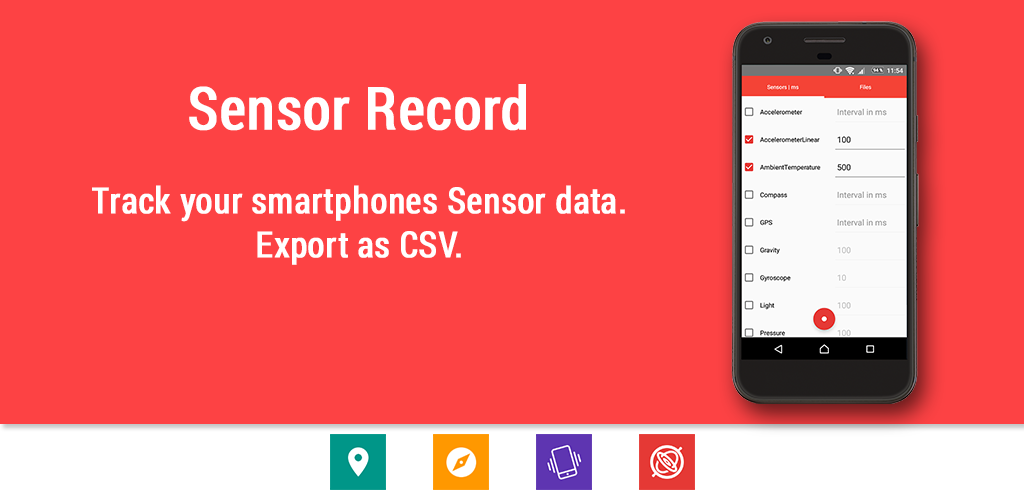 Sensor Record
Track your smartphones Sensor data.
Export as CSV.
94% 11:54
Sensors | ms Files
Accelerometer Interval in ms
AccelerometerLinear 100
AmbientTemperature 500
Compass Interval in ms
GPS Interval in ms
Gravity 100
Gyroscope 10
Light 100
Pressure 100